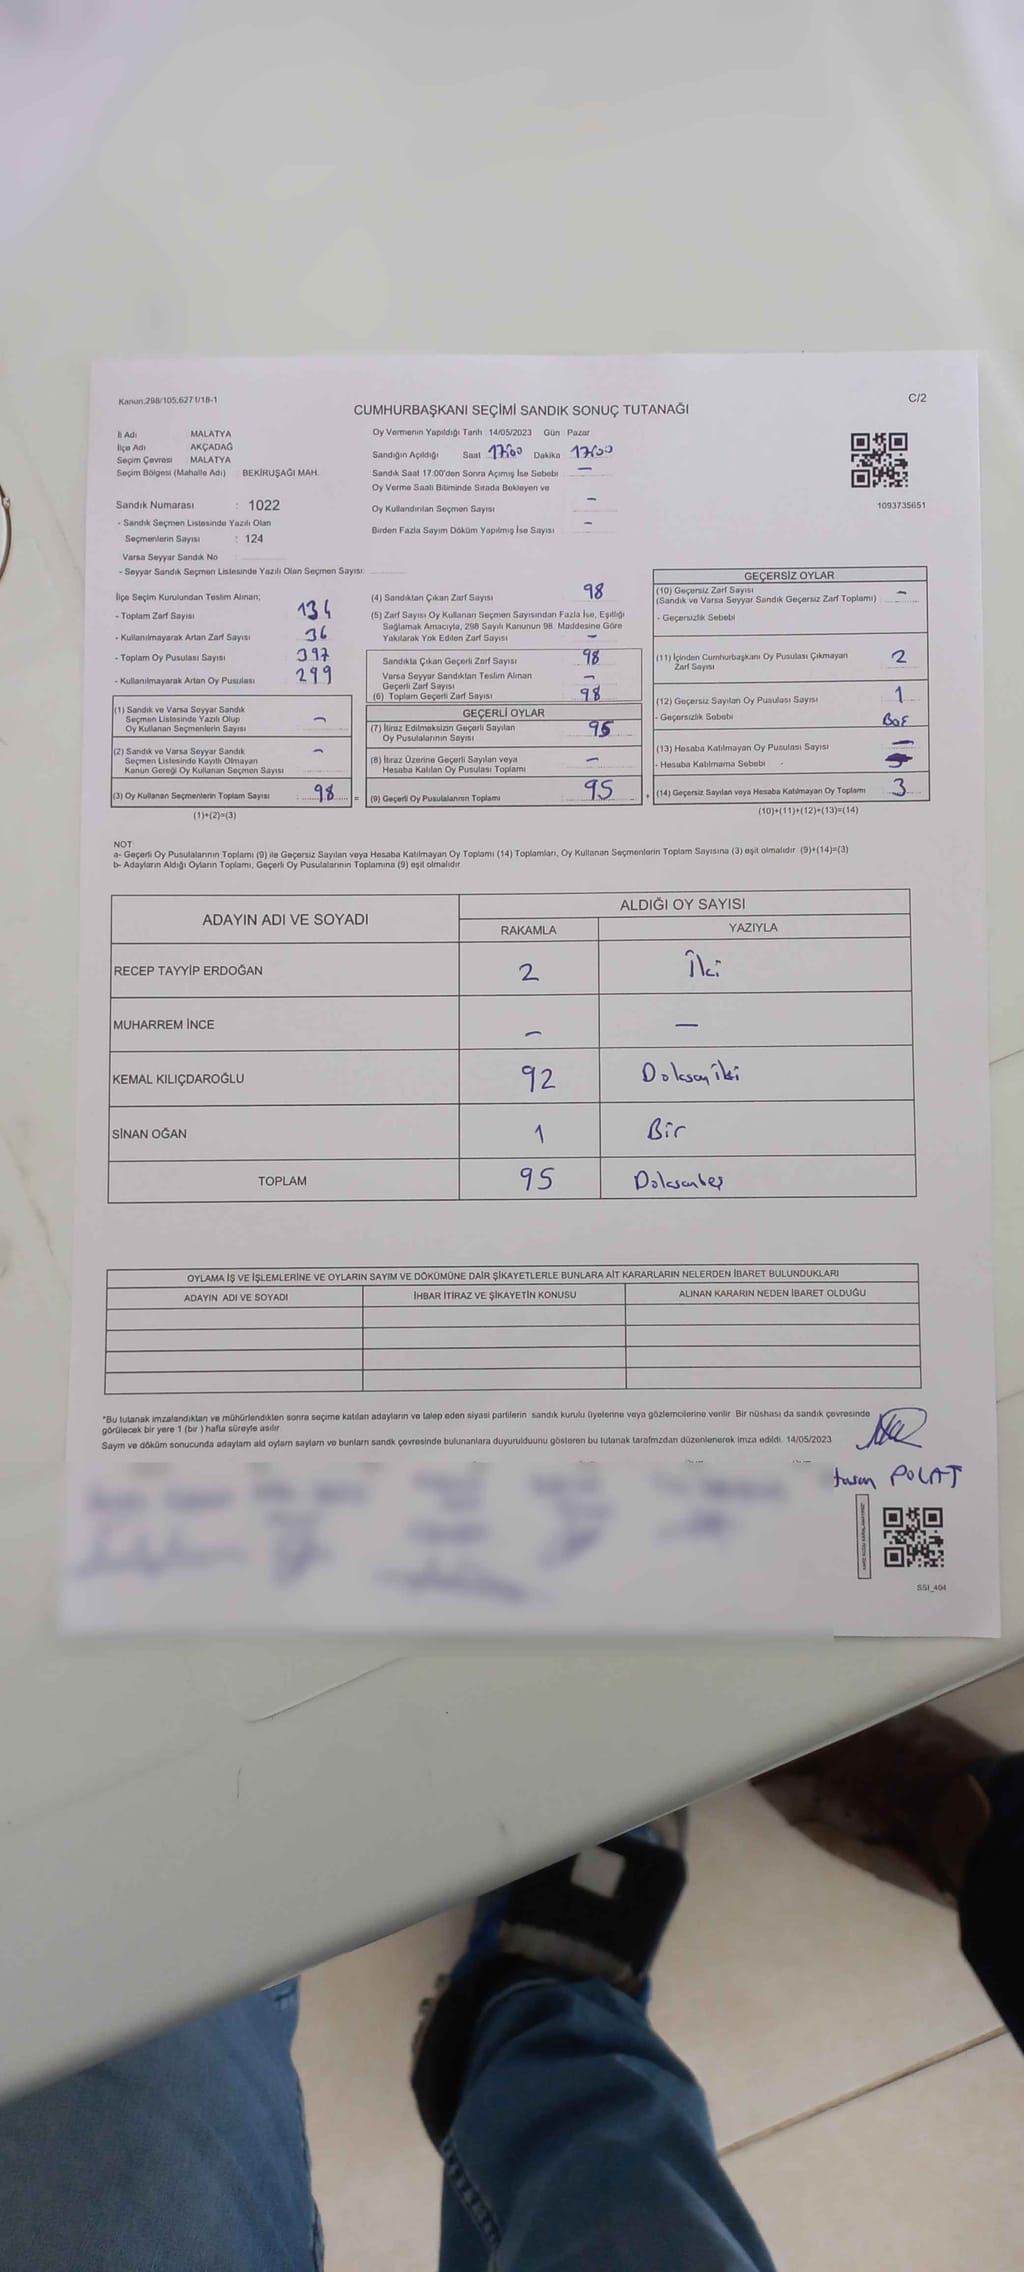 Kanun:298/105,6271/18-1
C/2
CUMHURBAŞKANI SEÇİMİ SANDIK SONUÇ TUTANAĞI
İl Adı MALATYA
İlçe Adı AKÇADAĞ
Seçim Çevresi MALATYA
Seçim Bölgesi (Mahalle Adı) BEKİRUŞAĞI MAH.
Sandık Numarası : 1022
- Sandık Seçmen Listesinde Yazılı Olan
Seçmenlerin Sayısı : 124
Varsa Seyyar Sandık No
- Seyyar Sandık Seçmen Listesinde Yazılı Olan Seçmen Sayısı:
Oy Vermenin Yapıldığı Tarih 14/05/2023 Gün Pazar
Sandığın Açıldığı Saat 17:00 Dakika 17:00
Sandık Saat 17:00'den Sonra Açımış İse Sebebi —
Oy Verme Saati Bitiminde Sırada Bekleyen ve
Oy Kullandırılan Seçmen Sayısı –
Birden Fazla Sayım Döküm Yapılmış İse Sayısı –
1093735651
İlçe Seçim Kurulundan Teslim Alınan;
- Toplam Zarf Sayısı 134
- Kullanılmayarak Artan Zarf Sayısı 36
- Toplam Oy Pusulası Sayısı 397
- Kullanılmayarak Artan Oy Pusulası 299
(1) Sandık ve Varsa Seyyar Sandık
Seçmen Listesinde Yazılı Olup
Oy Kullanan Seçmenlerin Sayısı –
(2) Sandık ve Varsa Seyyar Sandık
Seçmen Listesinde Kayıtlı Olmayan
Kanun Gereği Oy Kullanan Seçmen Sayısı –
(3) Oy Kullanan Seçmenlerin Toplam Sayısı 98 =
(1)+(2)=(3)
(4) Sandıktan Çıkan Zarf Sayısı 98
(5) Zarf Sayısı Oy Kullanan Seçmen Sayısından Fazla İse, Eşitliği
Sağlamak Amacıyla, 298 Sayılı Kanunun 98. Maddesine Göre
Yakılarak Yok Edilen Zarf Sayısı –
Sandıkta Çıkan Geçerli Zarf Sayısı 98
Varsa Seyyar Sandıktan Teslim Alınan
Geçerli Zarf Sayısı –
(6) Toplam Geçerli Zarf Sayısı 98
GEÇERLİ OYLAR
(7) İtiraz Edilmeksizin Geçerli Sayılan
Oy Pusulalarının Sayısı 95
(8) İtiraz Üzerine Geçerli Sayılan veya
Hesaba Katılan Oy Pusulası Toplamı –
(9) Geçerli Oy Pusulalarının Toplamı 95 +
GEÇERSİZ OYLAR
(10) Geçersiz Zarf Sayısı
(Sandık ve Varsa Seyyar Sandık Geçersiz Zarf Toplamı) –
- Geçersizlik Sebebi
(11) İçinden Cumhurbaşkanı Oy Pusulası Çıkmayan
Zarf Sayısı 2
(12) Geçersiz Sayılan Oy Pusulası Sayısı 1
- Geçersizlik Sebebi
(13) Hesaba Katılmayan Oy Pusulası Sayısı –
- Hesaba Katılmama Sebebi
(14) Geçersiz Sayılan veya Hesaba Katılmayan Oy Toplamı 3
(10)+(11)+(12)+(13)=(14)
NOT
a- Geçerli Oy Pusulalarının Toplamı (9) ile Geçersiz Sayılan veya Hesaba Katılmayan Oy Toplamı (14) Toplamları, Oy Kullanan Seçmenlerin Toplam Sayısına (3) eşit olmalıdır (9)+(14)=(3)
b- Adayların Aldığı Oyların Toplamı, Geçerli Oy Pusulalarının Toplamına (9) eşit olmalıdır
ADAYIN ADI VE SOYADI
ALDIĞI OY SAYISI
RAKAMLA YAZIYLA
RECEP TAYYİP ERDOĞAN 2 İki
MUHARREM İNCE – —
KEMAL KILIÇDAROĞLU 92 Doksan iki
SİNAN OĞAN 1 Bir
TOPLAM 95 Doksanbeş
OYLAMA İŞ VE İŞLEMLERİNE VE OYLARIN SAYIM VE DÖKÜMÜNE DAİR ŞİKAYETLERLE BUNLARA AİT KARARLARIN NELERDEN İBARET BULUNDUKLARI
ADAYIN ADI VE SOYADI İHBAR İTİRAZ VE ŞİKAYETİN KONUSU ALINAN KARARIN NEDEN İBARET OLDUĞU
*Bu tutanak imzalandıktan ve mühürlendikten sonra seçime katılan adayların ve talep eden siyasi partilerin sandık kurulu üyelerine veya gözlemcilerine verilir Bir nüshası da sandık çevresinde
görülecek bir yere 1 (bir ) hafta süreyle asılır
Sayım ve döküm sonucunda adaylam ald oylam saylam ve bunlarn sandk çevresinde bulunanlara duyurulduunu gösteren bu tutanak tarafmzdan düzenlenerek imza edildi. 14/05/2023
POLAT
SSI_404